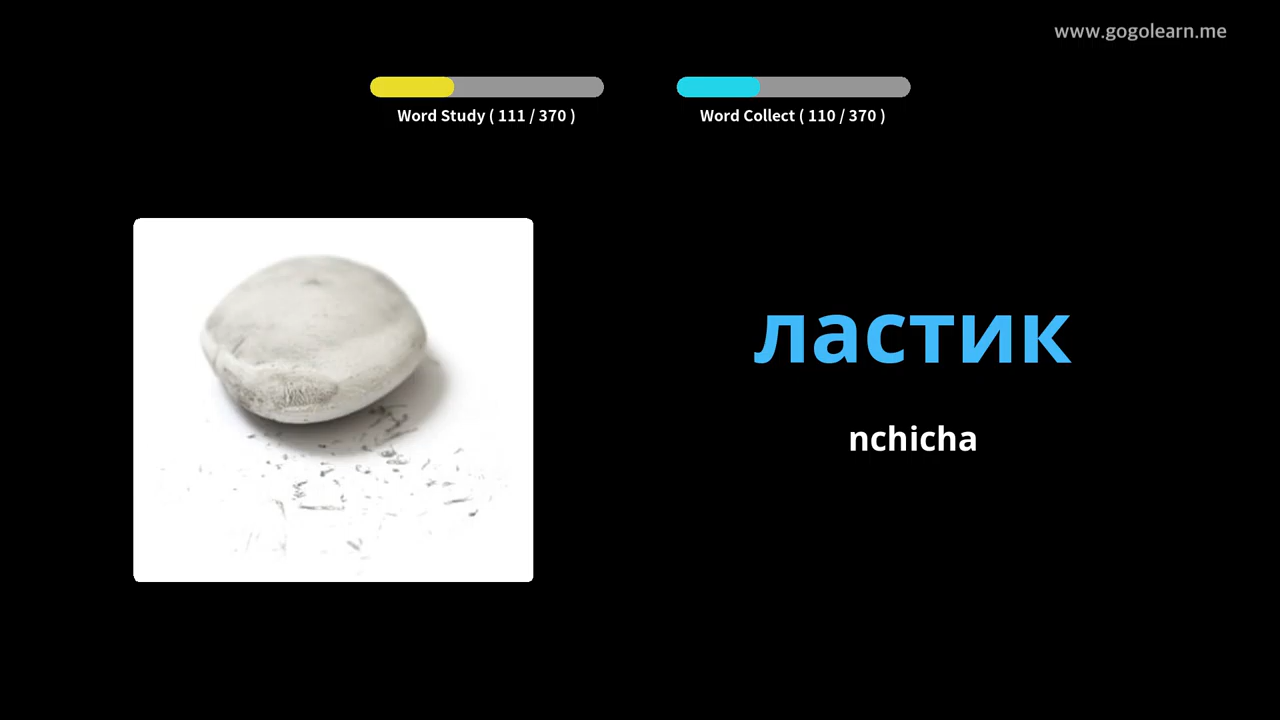 www.gogolearn.me
Word Study ( 111 / 370 )
Word Collect ( 110 / 370 )
ластик
nchicha